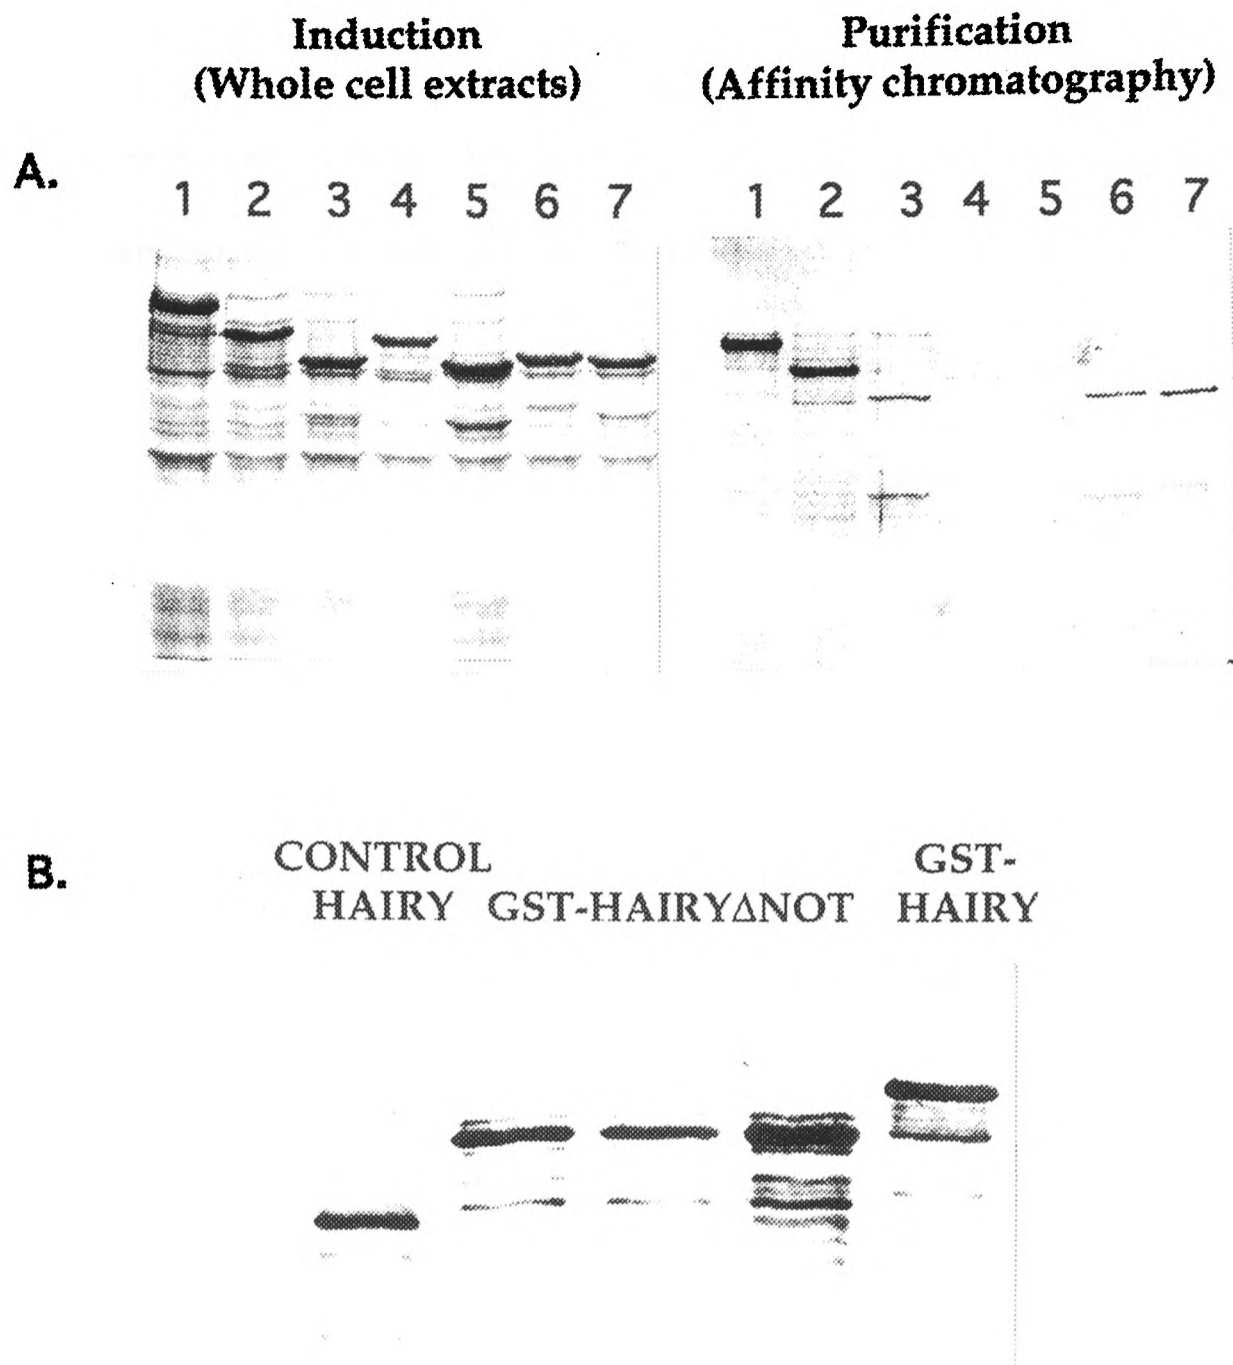 Induction
(Whole cell extracts)
Purification
(Affinity chromatography)
A.
1 2 3 4 5 6 7
1 2 3 4 5 6 7
B.
CONTROL
HAIRY
GST-HAIRYΔNOT
GST-
HAIRY